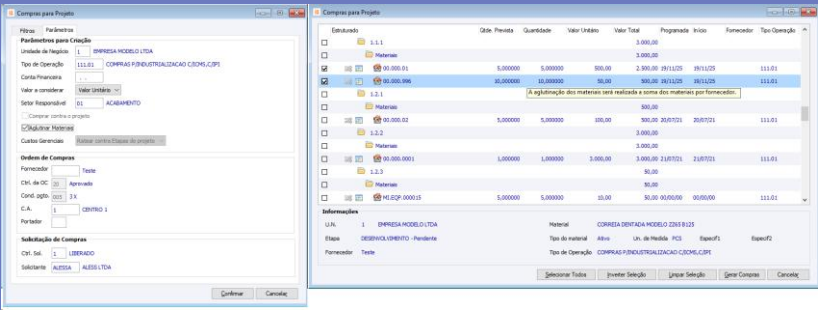 Compras para Projeto
Filtros Parâmetros
Parâmetros para Criação
Unidade de Negócio 1 EMPRESA MODELO LTDA
Tipo de Operação 111.01 COMPRAS P/INDUSTRIALIZACAO C/ICMS,C/IPI
Conta Financeira . .
Valor a considerar Valor Unitário
Setor Responsável 01 ACABAMENTO
Comprar contra o projeto
Aglutinar Materiais
Custos Gerenciais Ratear contra Etapas do projeto
Ordem de Compras
Fornecedor Teste
Ctrl. da OC 20 Aprovado
Cond. pgto. 003 3 X
C.A. 1 CENTRO 1
Portador
Solicitação de Compras
Ctrl. Sol. 1 LIBERADO
Solicitante ALESSA ALESS LTDA
Confirmar Cancelar
Compras para Projeto
Estruturado Qtde. Prevista Quantidade Valor Unitário Valor Total Programada Início Fornecedor Tipo Operação
1.1.1 3.000,00
Materiais 3.000,00
00.000.01 5,000000 5,000000 500,00 2.500,00 19/11/25 19/11/25 111.01
00.000.996 10,000000 10,000000 50,00 500,00 19/11/25 19/11/25 111.01
A aglutinação dos materiais será realizada a soma dos materiais por fornecedor.
1.2.1
Materiais 500,00
00.000.02 5,000000 5,000000 100,00 500,00 20/07/21 20/07/21 111.01
1.2.2 3.000,00
Materiais 3.000,00
00.000.0001 1,000000 1,000000 3.000,00 3.000,00 21/07/21 21/07/21 111.01
1.2.3 50,00
Materiais 50,00
MI.EQP.000015 5,000000 5,000000 10,00 50,00 00/00/00 00/00/00 111.01
Informações
U.N. 1 EMPRESA MODELO LTDA Material CORREIA DENTADA MODELO ZZ65 B125
Etapa DESENVOLVIMENTO - Pendente Tipo do material Ativo Un. de Medida PCS Especif1 Especif2
Fornecedor Teste Tipo de Operação COMPRAS P/INDUSTRIALIZACAO C/ICMS,C/IPI
Selecionar Todos Inverter Seleção Limpar Seleção Gerar Compras Cancelar